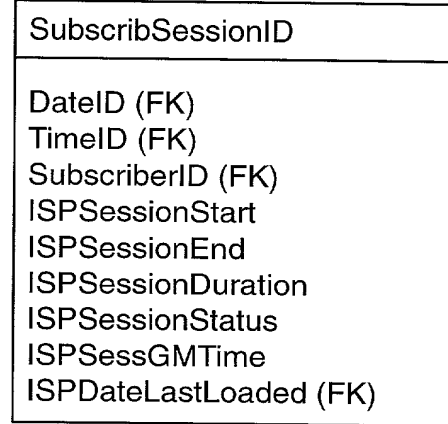 SubscribSessionID
DateID (FK)
TimeID (FK)
SubscriberID (FK)
ISPSessionStart
ISPSessionEnd
ISPSessionDuration
ISPSessionStatus
ISPSessGMTime
ISPDateLastLoaded (FK)